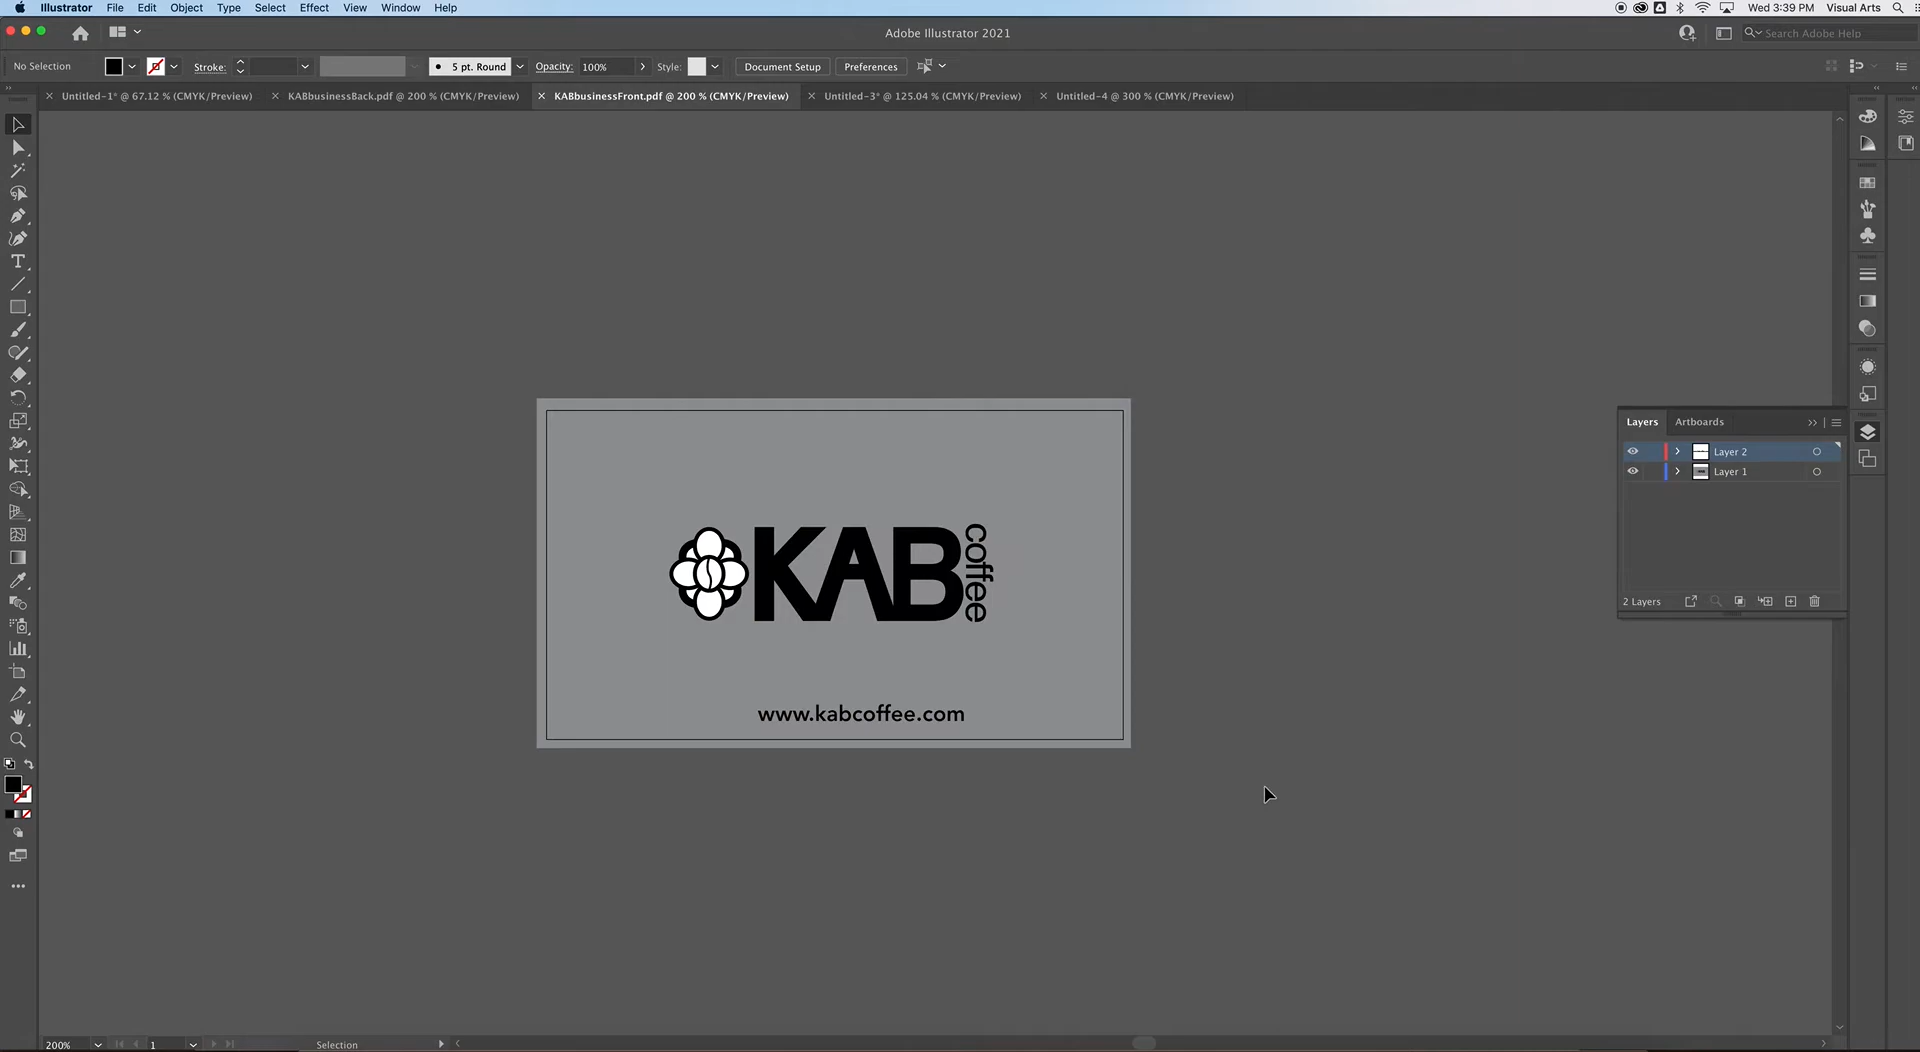 Illustrator File Edit Object Type Select Effect View Window Help Wed 3:39 PM Visual Arts
Adobe Illustrator 2021 Search Adobe Help
No Selection Stroke: 5 pt. Round Opacity: 100% Style: Document Setup Preferences
Untitled-1* @ 67.12 % (CMYK/Preview) KABbusinessBack.pdf @ 200 % (CMYK/Preview) KABbusinessFront.pdf @ 200 % (CMYK/Preview) Untitled-3* @ 125.04 % (CMYK/Preview) Untitled-4 @ 300 % (CMYK/Preview)
Layers Artboards
Layer 2
Layer 1
2 Layers
KAB coffee
www.kabcoffee.com
200% 1 Selection